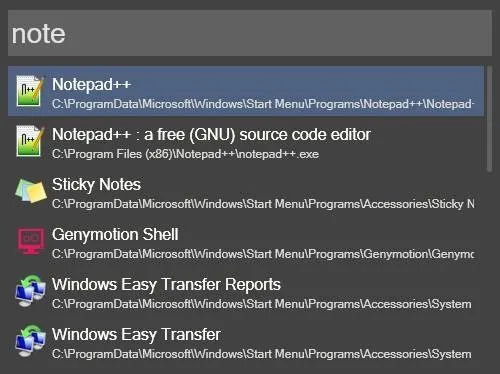 note
Notepad++
C:\ProgramData\Microsoft\Windows\Start Menu\Programs\Notepad++\Notepad-
Notepad++ : a free (GNU) source code editor
C:\Program Files (x86)\Notepad++\notepad++.exe
Sticky Notes
C:\ProgramData\Microsoft\Windows\Start Menu\Programs\Accessories\Sticky N
Genymotion Shell
C:\ProgramData\Microsoft\Windows\Start Menu\Programs\Genymotion\Genymo
Windows Easy Transfer Reports
C:\ProgramData\Microsoft\Windows\Start Menu\Programs\Accessories\System
Windows Easy Transfer
C:\ProgramData\Microsoft\Windows\Start Menu\Programs\Accessories\System